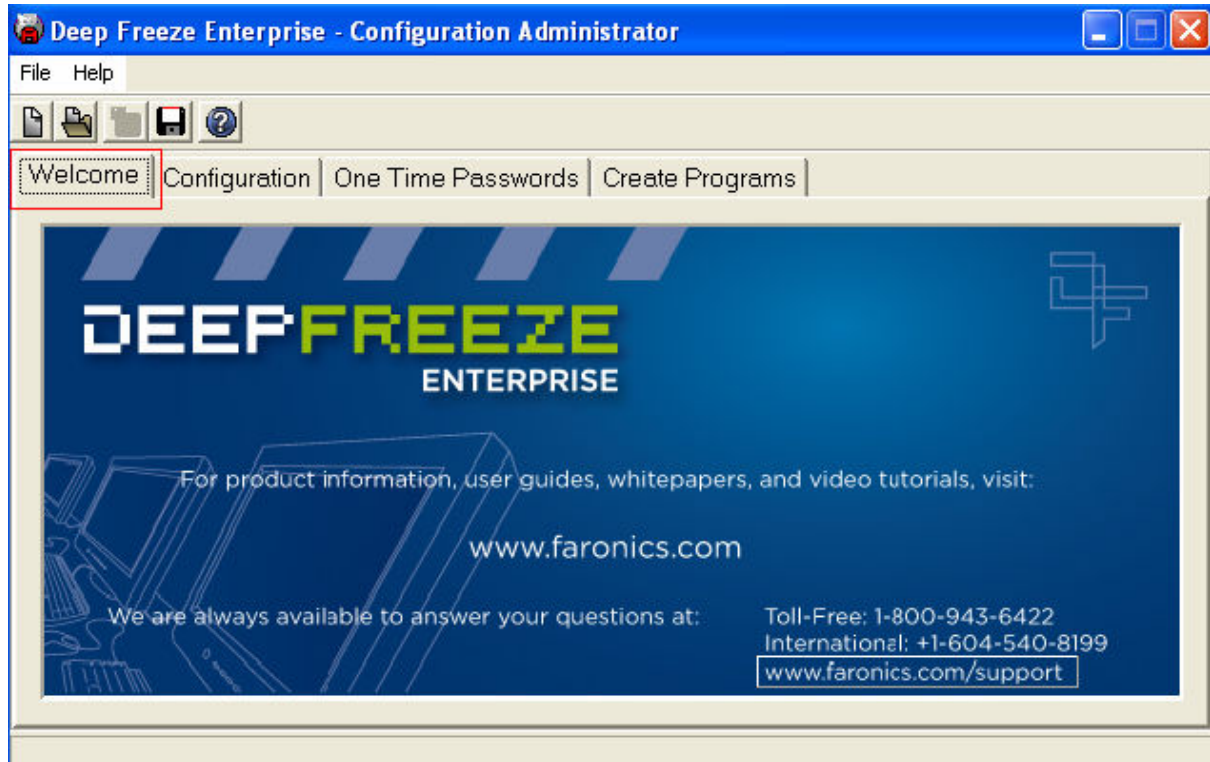 Deep Freeze Enterprise - Configuration Administrator
File Help
Welcome Configuration One Time Passwords Create Programs
DEEPFREEZE
ENTERPRISE
For product information, user guides, whitepapers, and video tutorials, visit:
www.faronics.com
We are always available to answer your questions at:
Toll-Free: 1-800-943-6422
International: +1-604-540-8199
www.faronics.com/support